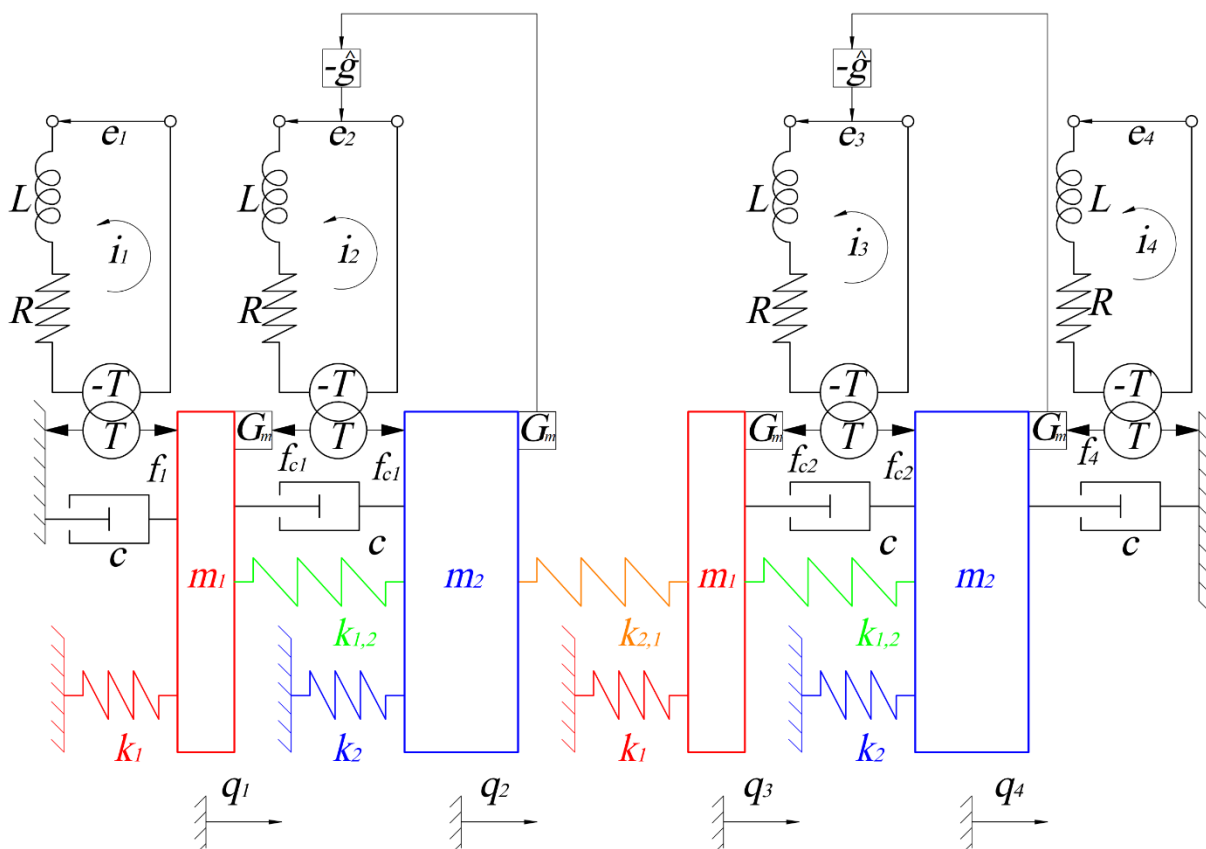 -ĝ -ĝ
e1 e2 e3 e4
L L L L
i1 i2 i3 i4
R R R R
-T -T -T -T
T Gm T Gm Gm T Gm T
f1 fc1 fc1 fc2 fc2 f4
c c c c
m1 m2 m1 m2
k1,2 k2,1 k1,2
k1 k2 k1 k2
q1 q2 q3 q4